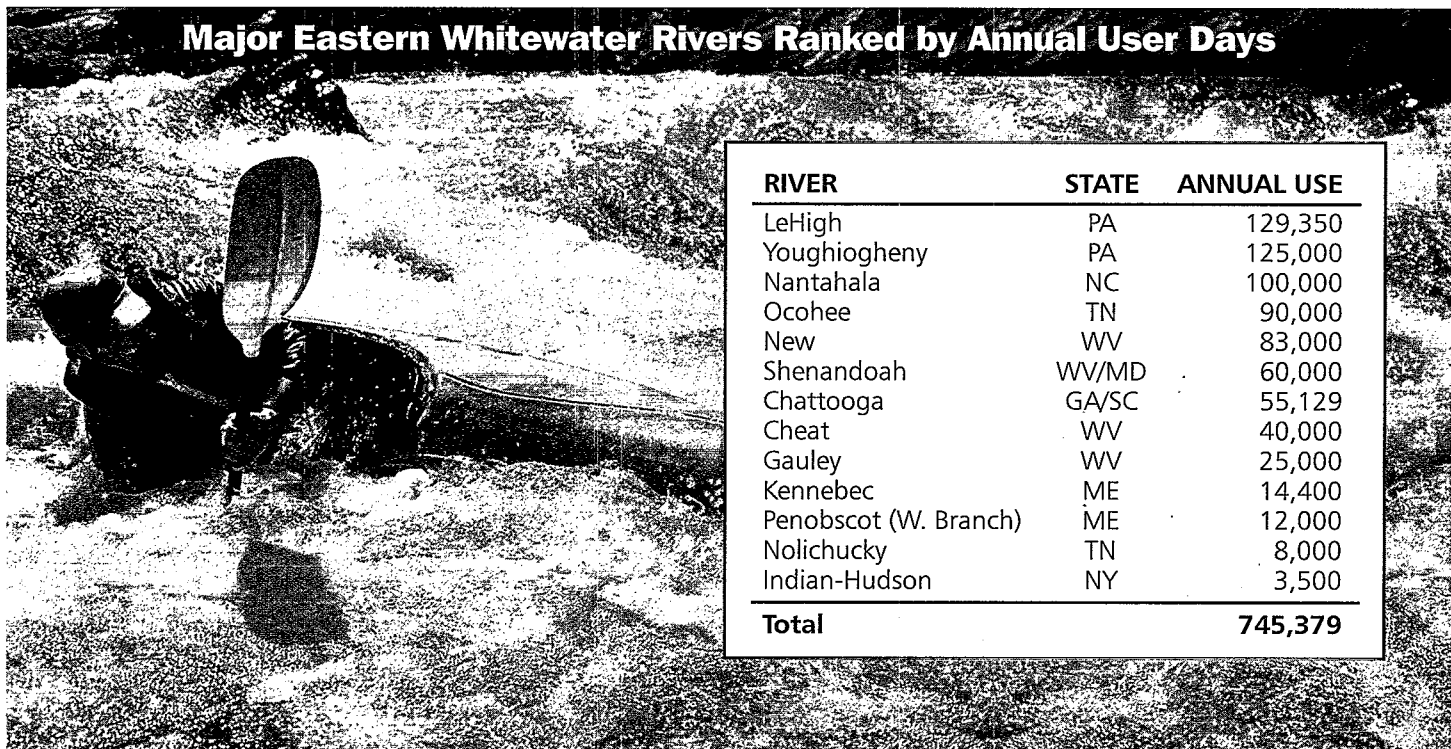 Major Eastern Whitewater Rivers Ranked by Annual User Days
RIVER STATE ANNUAL USE
LeHigh PA 129,350
Youghiogheny PA 125,000
Nantahala NC 100,000
Ocohee TN 90,000
New WV 83,000
Shenandoah WV/MD 60,000
Chattooga GA/SC 55,129
Cheat WV 40,000
Gauley WV 25,000
Kennebec ME 14,400
Penobscot (W. Branch) ME 12,000
Nolichucky TN 8,000
Indian-Hudson NY 3,500
Total 745,379